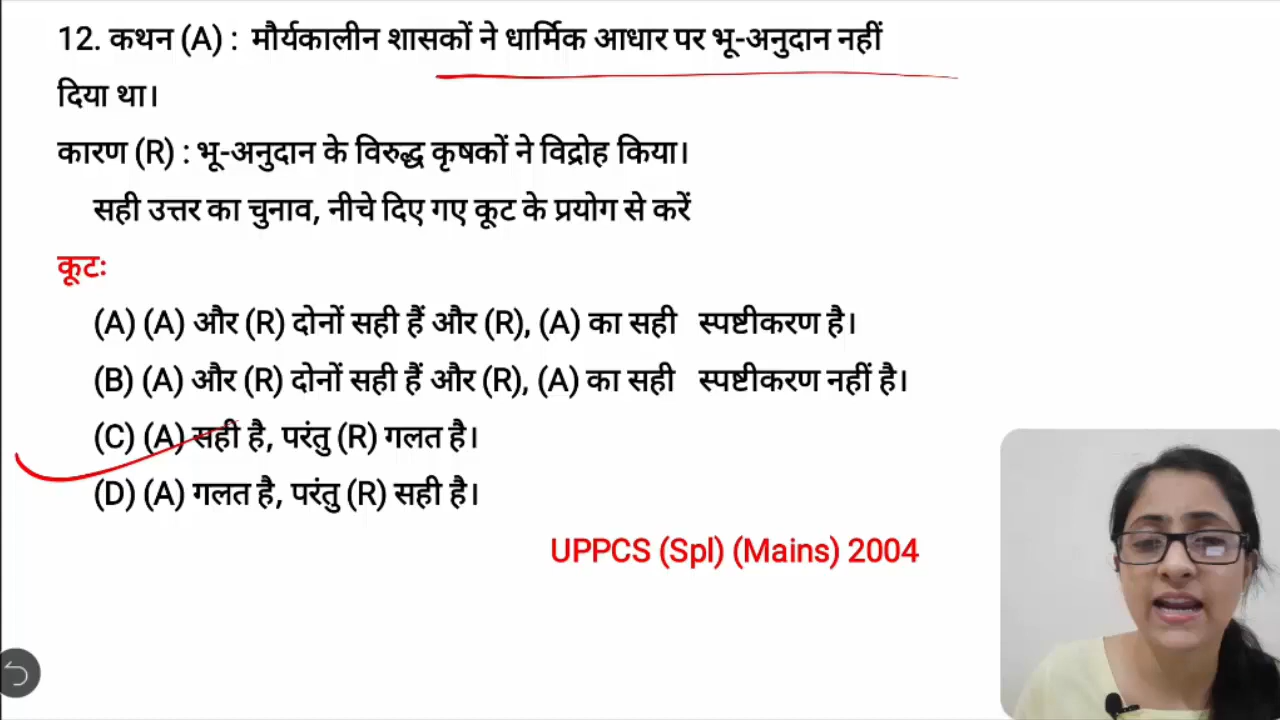 12. कथन (A) : मौर्यकालीन शासकों ने धार्मिक आधार पर भू-अनुदान नहीं
दिया था।
कारण (R) : भू-अनुदान के विरुद्ध कृषकों ने विद्रोह किया।
सही उत्तर का चुनाव, नीचे दिए गए कूट के प्रयोग से करें
कूटः
(A) (A) और (R) दोनों सही हैं और (R), (A) का सही स्पष्टीकरण है।
(B) (A) और (R) दोनों सही हैं और (R), (A) का सही स्पष्टीकरण नहीं है।
(C) (A) सही है, परंतु (R) गलत है।
(D) (A) गलत है, परंतु (R) सही है।
UPPCS (Spl) (Mains) 2004